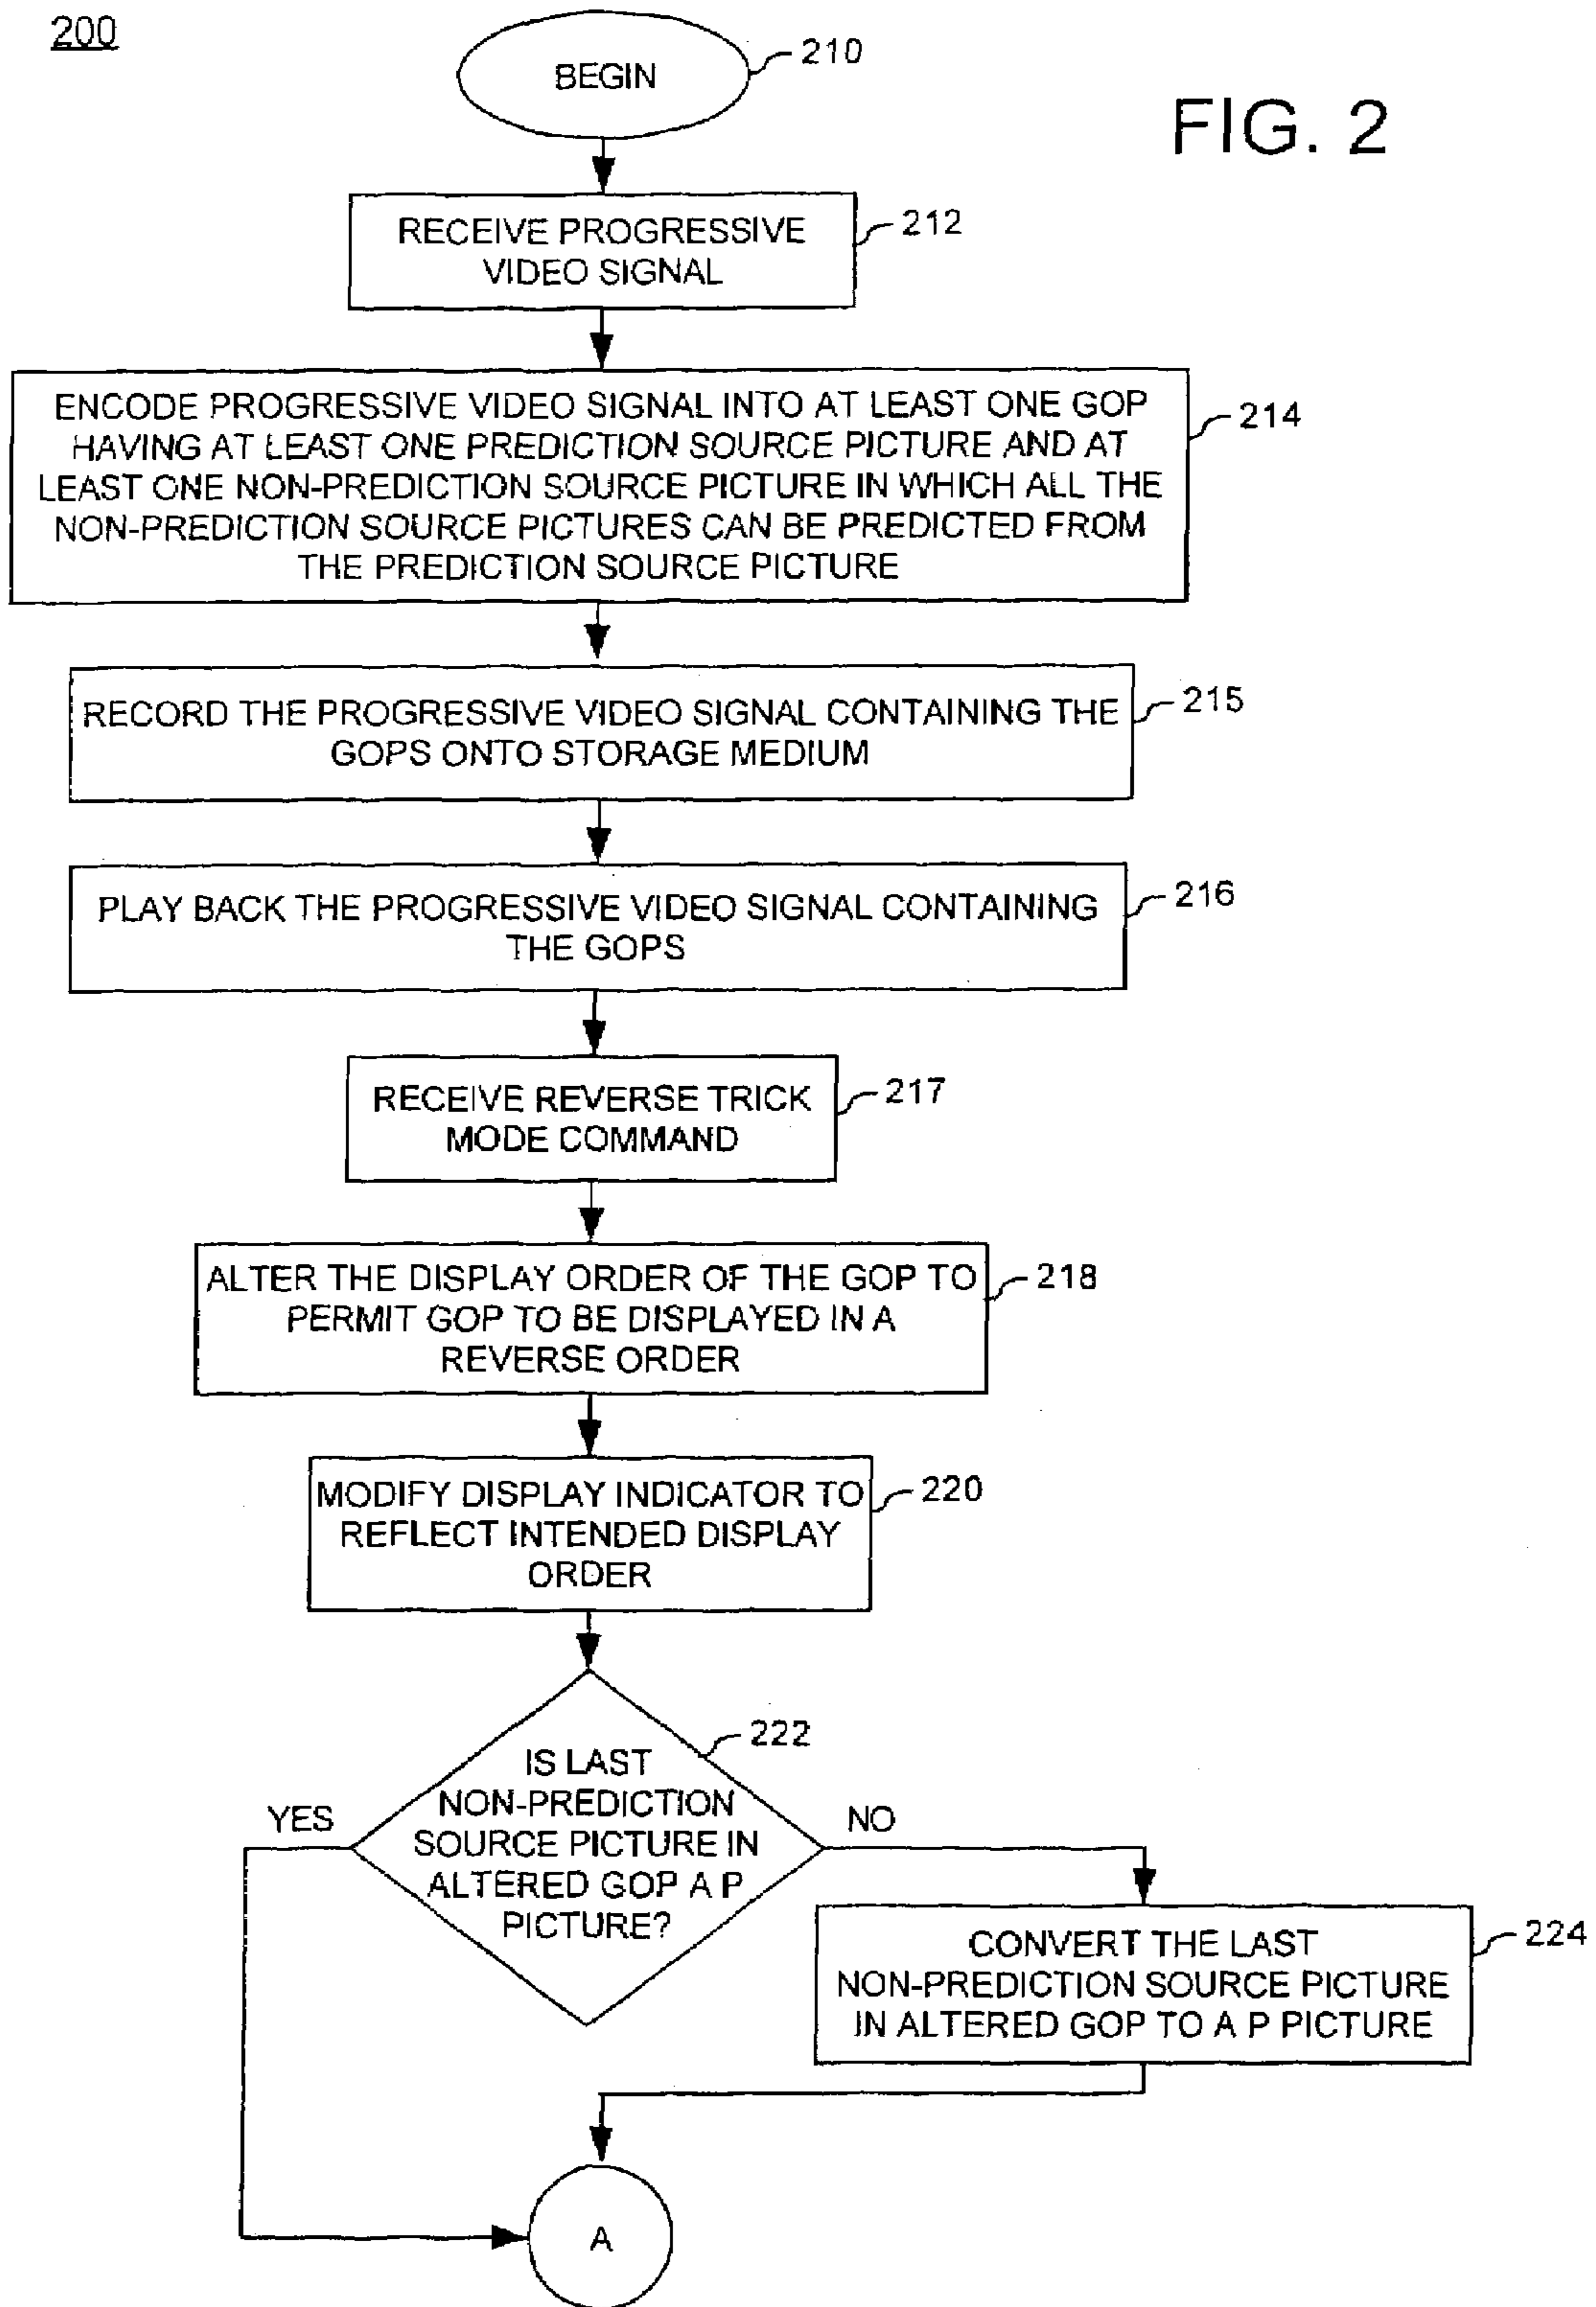 200
BEGIN
210
FIG. 2
RECEIVE PROGRESSIVE
VIDEO SIGNAL
212
ENCODE PROGRESSIVE VIDEO SIGNAL INTO AT LEAST ONE GOP
HAVING AT LEAST ONE PREDICTION SOURCE PICTURE AND AT
LEAST ONE NON-PREDICTION SOURCE PICTURE IN WHICH ALL THE
NON-PREDICTION SOURCE PICTURES CAN BE PREDICTED FROM
THE PREDICTION SOURCE PICTURE
214
RECORD THE PROGRESSIVE VIDEO SIGNAL CONTAINING THE
GOPS ONTO STORAGE MEDIUM
215
PLAY BACK THE PROGRESSIVE VIDEO SIGNAL CONTAINING
THE GOPS
216
RECEIVE REVERSE TRICK
MODE COMMAND
217
ALTER THE DISPLAY ORDER OF THE GOP TO
PERMIT GOP TO BE DISPLAYED IN A
REVERSE ORDER
218
MODIFY DISPLAY INDICATOR TO
REFLECT INTENDED DISPLAY
ORDER
220
IS LAST
NON-PREDICTION
SOURCE PICTURE IN
ALTERED GOP A P
PICTURE?
222
YES
NO
CONVERT THE LAST
NON-PREDICTION SOURCE PICTURE
IN ALTERED GOP TO A P PICTURE
224
A